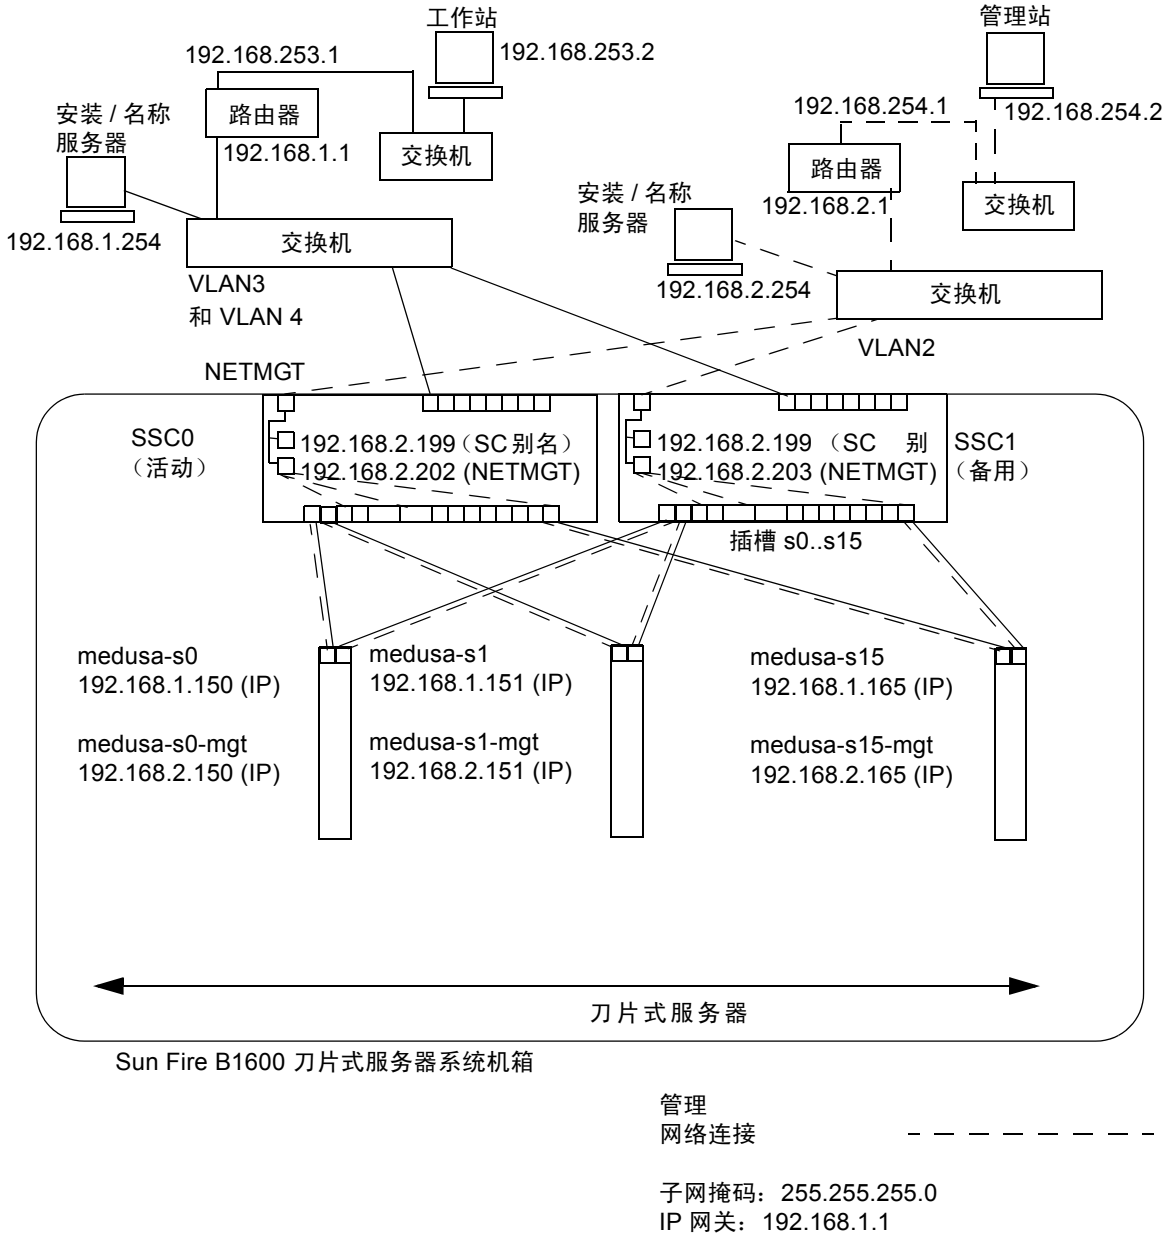 工作站
192.168.253.1
192.168.253.2
安装 / 名称
服务器
路由器
192.168.1.1
交换机
192.168.1.254
交换机
VLAN3
和 VLAN 4
管理站
192.168.254.1
192.168.254.2
路由器
192.168.2.1
交换机
安装 / 名称
服务器
192.168.2.254
交换机
VLAN2
NETMGT
SSC0
（活动）
192.168.2.199（SC别名）
192.168.2.202 (NETMGT)
192.168.2.199 （SC 别
192.168.2.203 (NETMGT)
SSC1
（备用）
插槽 s0..s15
medusa-s0
192.168.1.150 (IP)
medusa-s0-mgt
192.168.2.150 (IP)
medusa-s1
192.168.1.151 (IP)
medusa-s1-mgt
192.168.2.151 (IP)
medusa-s15
192.168.1.165 (IP)
medusa-s15-mgt
192.168.2.165 (IP)
刀片式服务器
Sun Fire B1600 刀片式服务器系统机箱
管理
网络连接
子网掩码：255.255.255.0
IP 网关：192.168.1.1